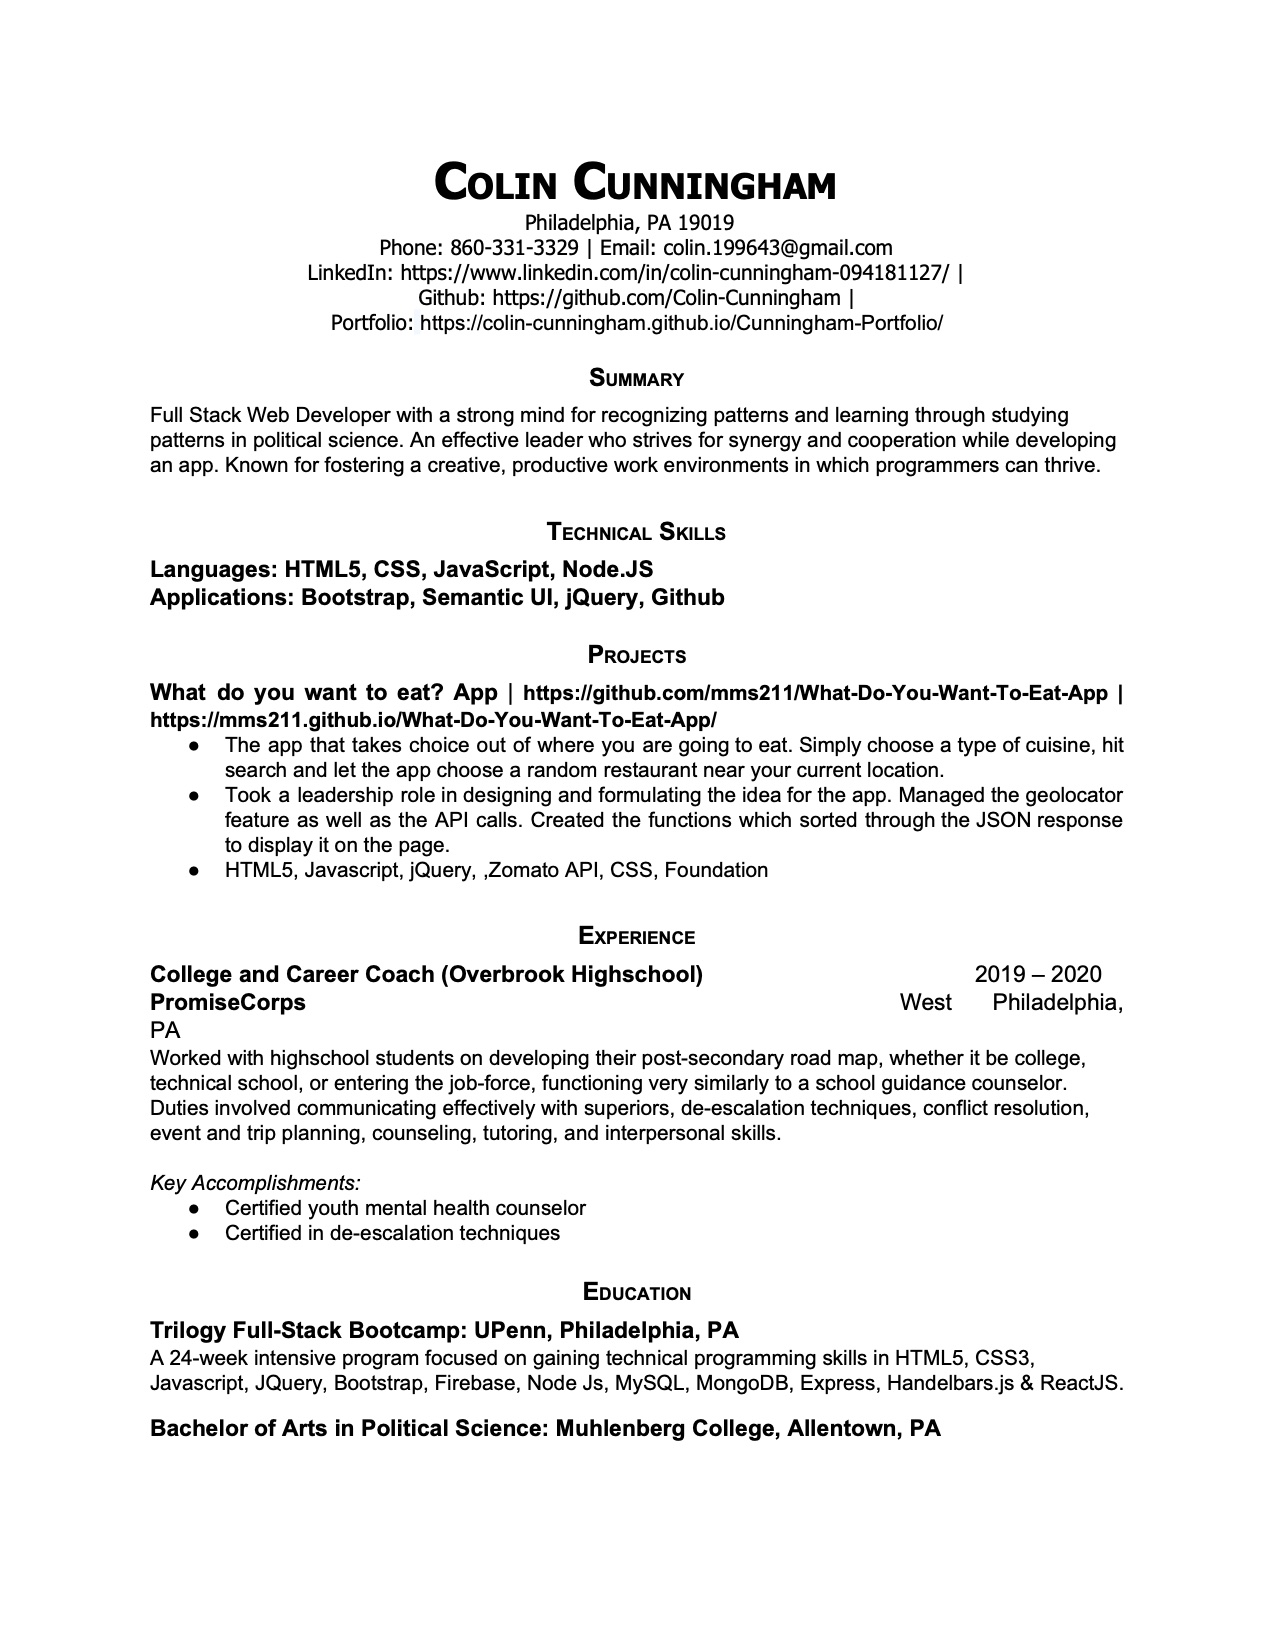 Colin Cunningham
Philadelphia, PA 19019
Phone: 860-331-3329 | Email: colin.199643@gmail.com
LinkedIn: https://www.linkedin.com/in/colin-cunningham-094181127/ |
Github: https://github.com/Colin-Cunningham |
Portfolio: https://colin-cunningham.github.io/Cunningham-Portfolio/
Summary
Full Stack Web Developer with a strong mind for recognizing patterns and learning through studying
patterns in political science. An effective leader who strives for synergy and cooperation while developing
an app. Known for fostering a creative, productive work environments in which programmers can thrive.
Technical Skills
Languages: HTML5, CSS, JavaScript, Node.JS
Applications: Bootstrap, Semantic UI, jQuery, Github
Projects
What do you want to eat? App | https://github.com/mms211/What-Do-You-Want-To-Eat-App |
https://mms211.github.io/What-Do-You-Want-To-Eat-App/
● The app that takes choice out of where you are going to eat. Simply choose a type of cuisine, hit
search and let the app choose a random restaurant near your current location.
● Took a leadership role in designing and formulating the idea for the app. Managed the geolocator
feature as well as the API calls. Created the functions which sorted through the JSON response
to display it on the page.
● HTML5, Javascript, jQuery, ,Zomato API, CSS, Foundation
Experience
College and Career Coach (Overbrook Highschool) 2019 – 2020
PromiseCorps West Philadelphia,
PA
Worked with highschool students on developing their post-secondary road map, whether it be college,
technical school, or entering the job-force, functioning very similarly to a school guidance counselor.
Duties involved communicating effectively with superiors, de-escalation techniques, conflict resolution,
event and trip planning, counseling, tutoring, and interpersonal skills.
Key Accomplishments:
● Certified youth mental health counselor
● Certified in de-escalation techniques
Education
Trilogy Full-Stack Bootcamp: UPenn, Philadelphia, PA
A 24-week intensive program focused on gaining technical programming skills in HTML5, CSS3,
Javascript, JQuery, Bootstrap, Firebase, Node Js, MySQL, MongoDB, Express, Handelbars.js & ReactJS.
Bachelor of Arts in Political Science: Muhlenberg College, Allentown, PA